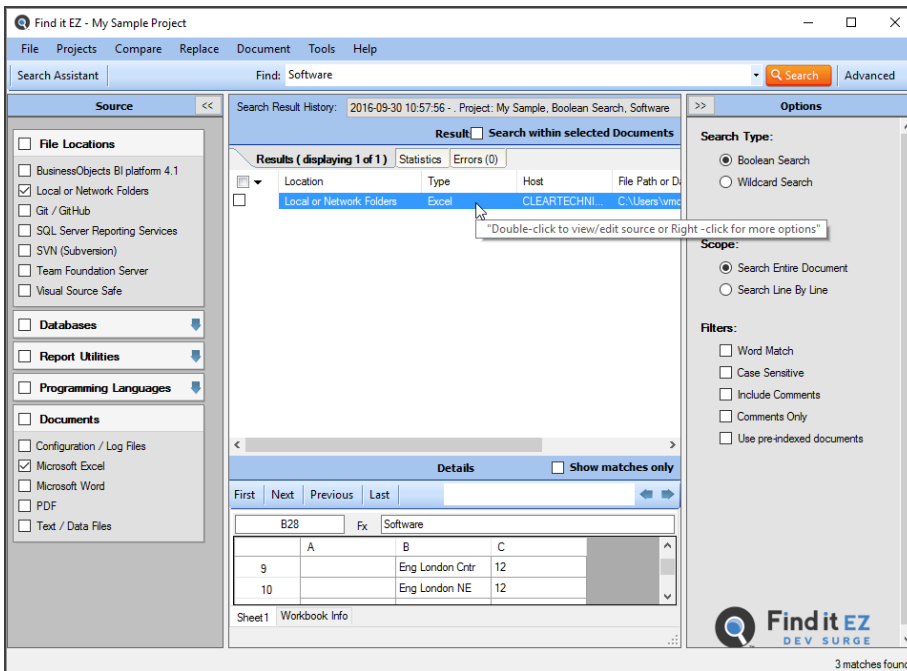 Find it EZ - My Sample Project
File Projects Compare Replace Document Tools Help
Search Assistant Find: Software Search Advanced
Source <<
File Locations
BusinessObjects BI platform 4.1
Local or Network Folders
Git / GitHub
SQL Server Reporting Services
SVN (Subversion)
Team Foundation Server
Visual Source Safe
Databases
Report Utilities
Programming Languages
Documents
Configuration / Log Files
Microsoft Excel
Microsoft Word
PDF
Text / Data Files
Search Result History: 2016-09-30 10:57:56 - . Project: My Sample, Boolean Search, Software
Result Search within selected Documents
Results ( displaying 1 of 1 ) Statistics Errors (0)
Location Type Host File Path or Da
Local or Network Folders Excel CLEARTECHNI... C:\Users\vmc
"Double-click to view/edit source or Right -click for more options"
Details Show matches only
First Next Previous Last
B28 Fx Software
A B C
9 Eng London Cntr 12
10 Eng London NE 12
Sheet1 Workbook Info
>> Options
Search Type:
Boolean Search
Wildcard Search
Scope:
Search Entire Document
Search Line By Line
Filters:
Word Match
Case Sensitive
Include Comments
Comments Only
Use pre-indexed documents
Find it EZ
DEV SURGE
3 matches found